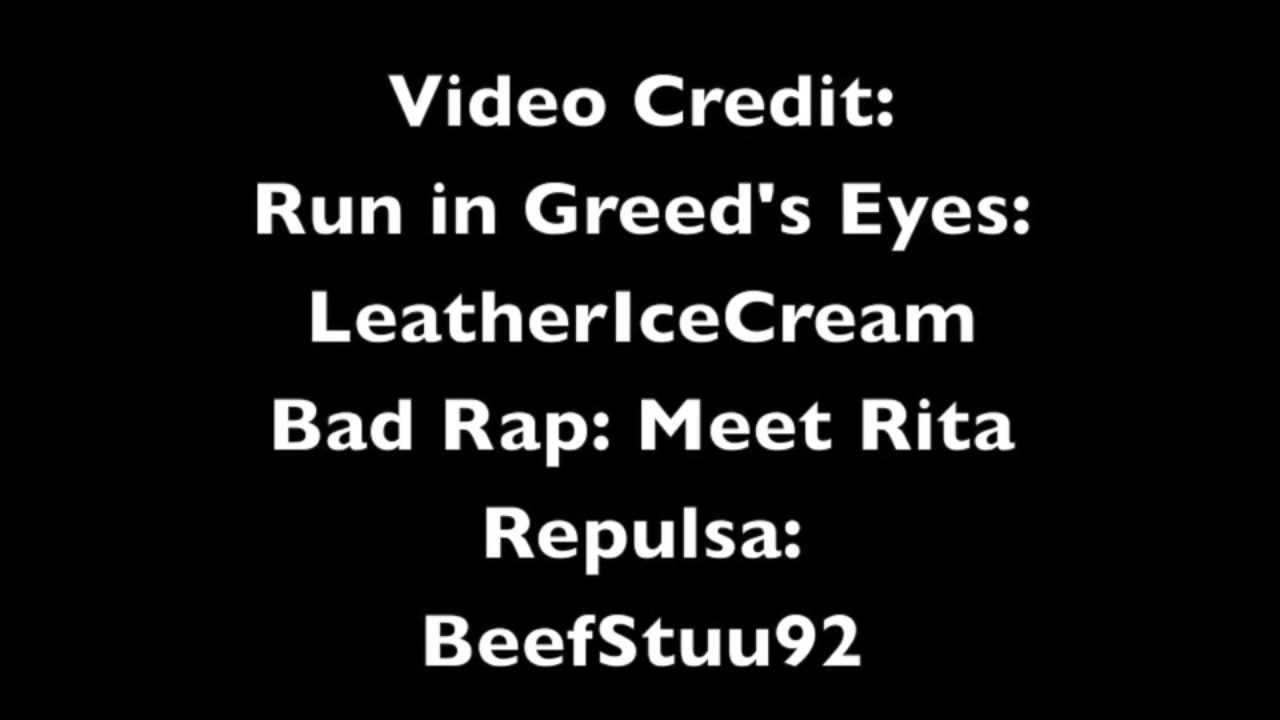 Video Credit:
Run in Greed's Eyes:
LeatherIceCream
Bad Rap: Meet Rita
Repulsa:
BeefStuu92